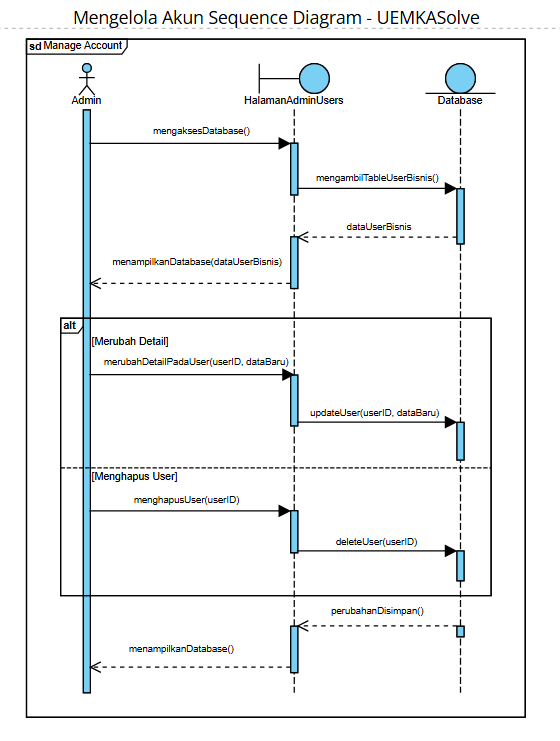 Mengelola Akun Sequence Diagram - UEMKASolve
sd Manage Account
Admin
HalamanAdminUsers
Database
mengaksesDatabase()
mengambilTableUserBisnis()
dataUserBisnis
menampilkanDatabase(dataUserBisnis)
alt
[Merubah Detail]
merubahDetailPadaUser(userID, dataBaru)
updateUser(userID, dataBaru)
[Menghapus User]
menghapusUser(userID)
deleteUser(userID)
perubahanDisimpan()
menampilkanDatabase()